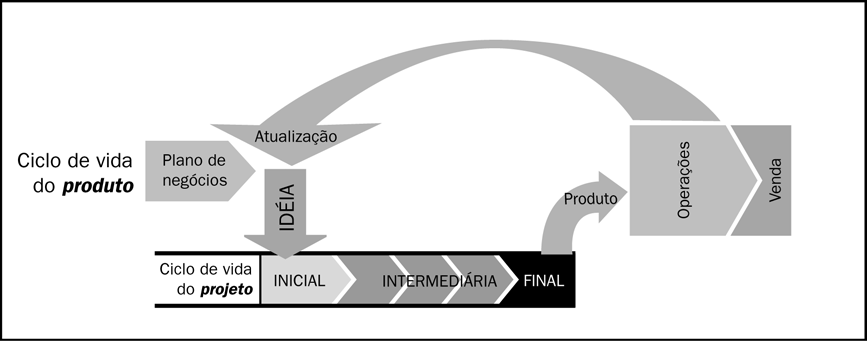 Atualização
Ciclo de vida
do produto
Plano de
negócios
IDÉIA
Produto
Operações
Venda
Ciclo de vida
do projeto
INICIAL
INTERMEDIÁRIA
FINAL